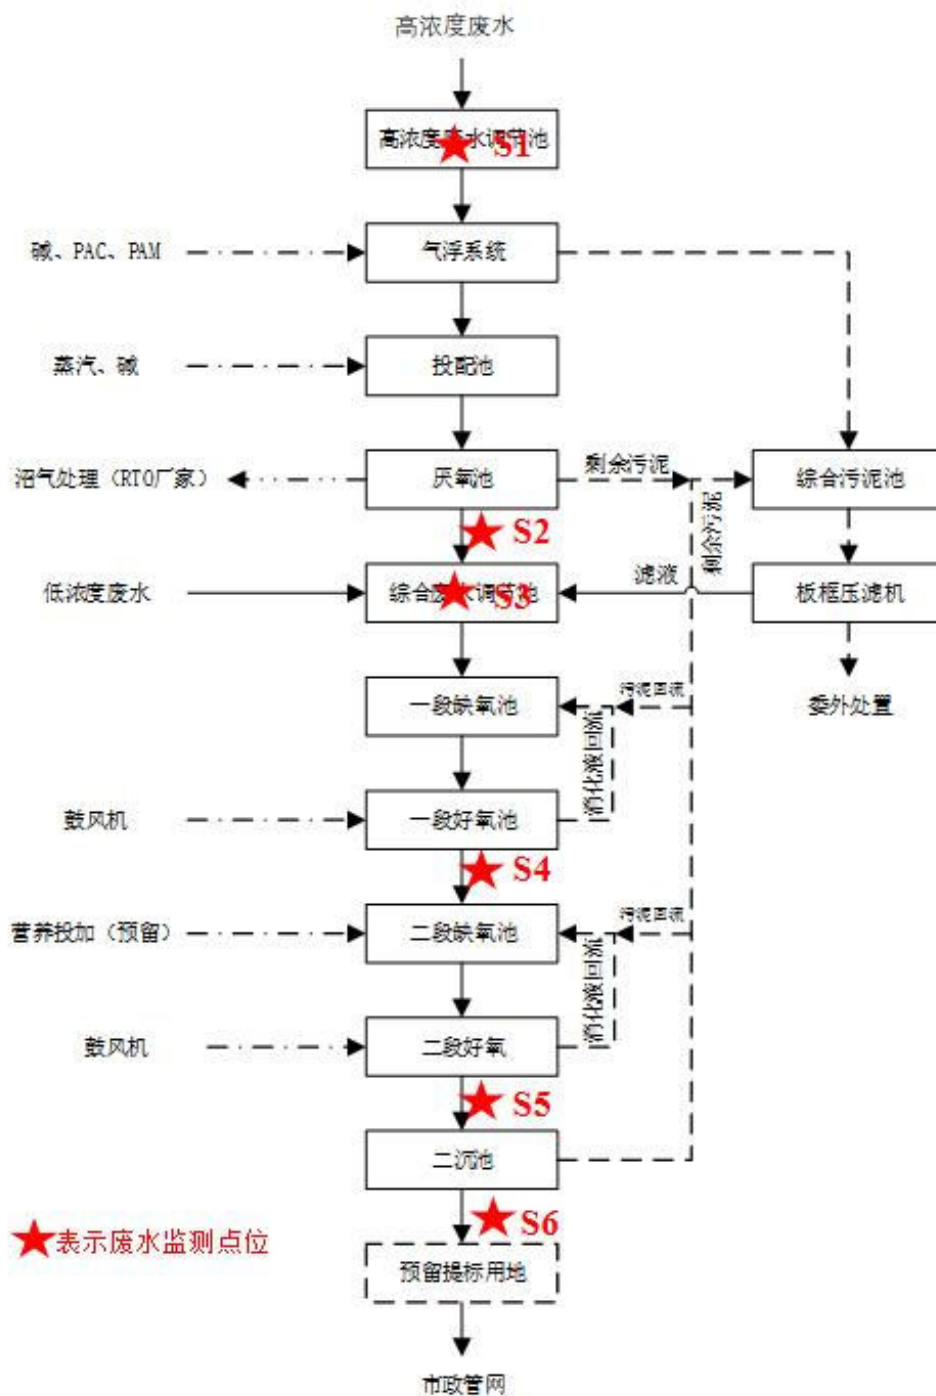 高浓度废水
高浓度废水调节池
S1
碱、PAC、PAM
气浮系统
蒸汽、碱
投配池
沼气处理（RTO厂家）
厌氧池
剩余污泥
综合污泥池
剩余污泥
S2
低浓度废水
综合废水调节池
S3
滤液
板框压滤机
一段缺氧池
污泥回流
委外处置
消化液回流
鼓风机
一段好氧池
S4
营养投加（预留）
二段缺氧池
污泥回流
消化液回流
鼓风机
二段好氧
S5
二沉池
S6
表示废水监测点位
预留提标用地
市政管网